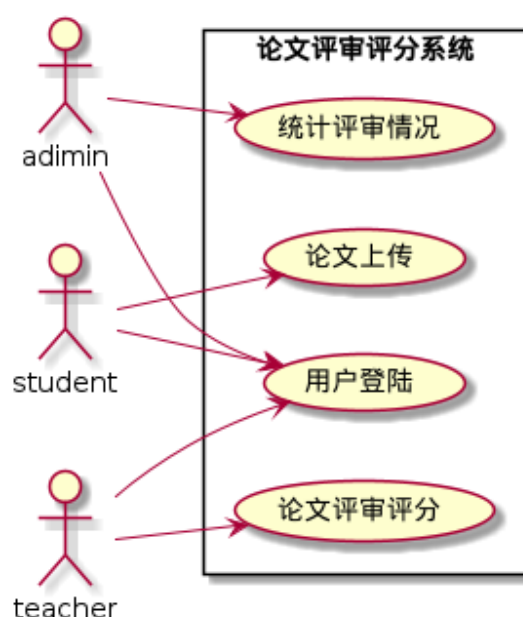 论文评审评分系统
统计评审情况
adimin
论文上传
student
用户登陆
论文评审评分
teacher